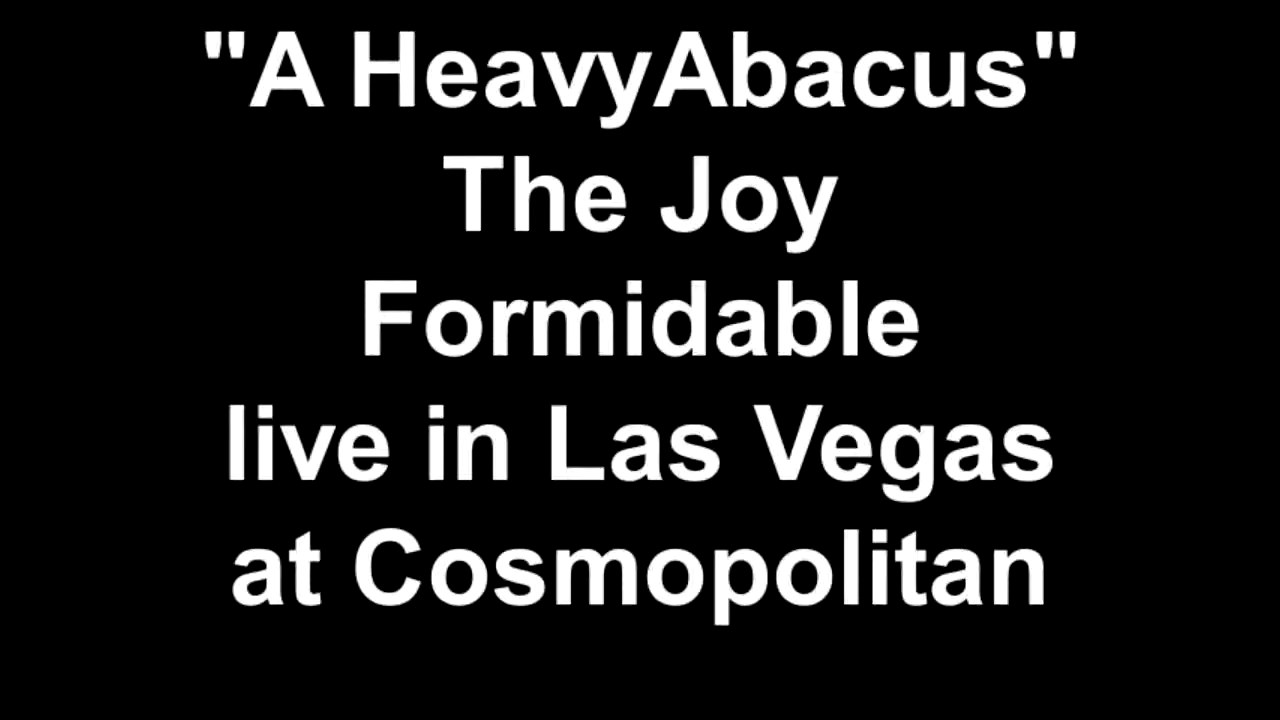 "A HeavyAbacus"
The Joy
Formidable
live in Las Vegas
at Cosmopolitan